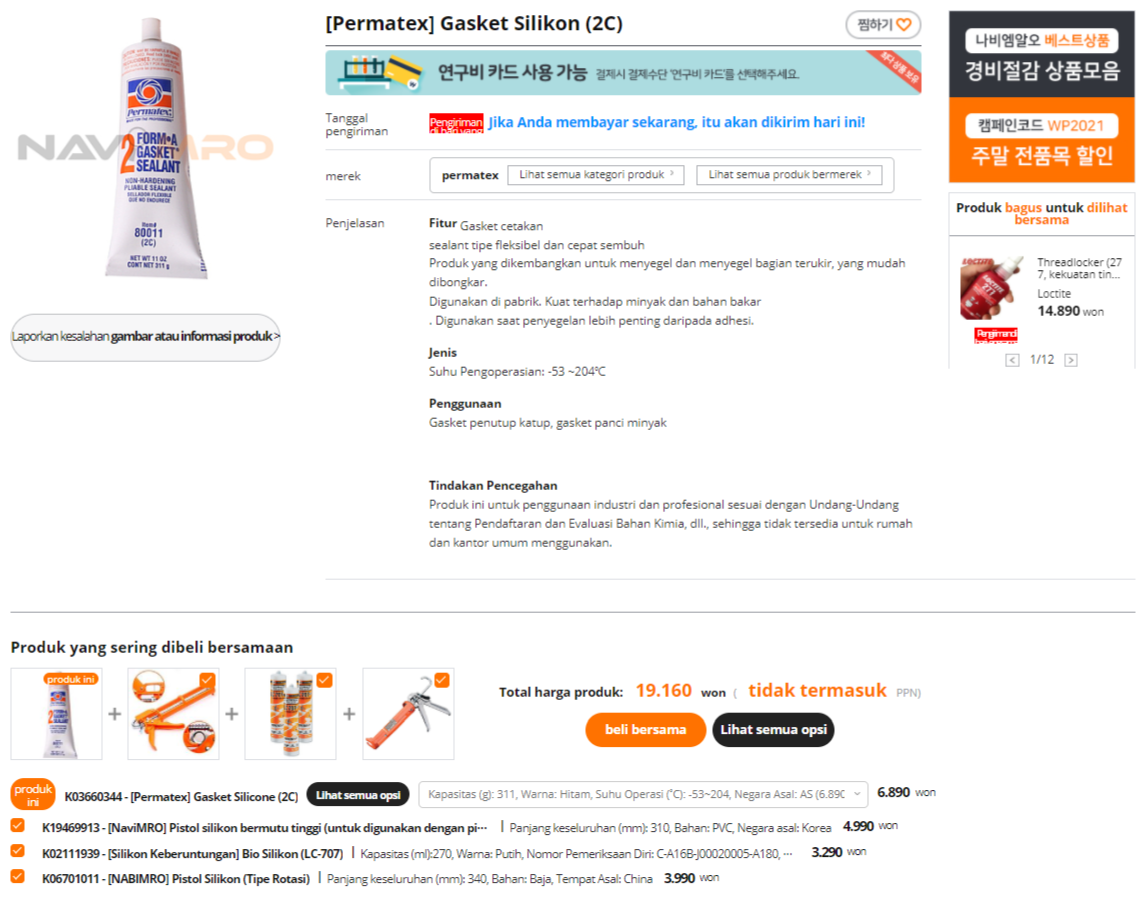 [Permatex] Gasket Silikon (2C)
찜하기
연구비 카드 사용 가능 결제시 결제수단 '연구비 카드'를 선택해주세요.
Tanggal pengiriman
Pengiriman
Jika Anda membayar sekarang, itu akan dikirim hari ini!
merek
permatex
Lihat semua kategori produk >
Lihat semua produk bermerek >
Penjelasan
Fitur Gasket cetakan
sealant tipe fleksibel dan cepat sembuh
Produk yang dikembangkan untuk menyegel dan menyegel bagian terukir, yang mudah
dibongkar.
Digunakan di pabrik. Kuat terhadap minyak dan bahan bakar
. Digunakan saat penyegelan lebih penting daripada adhesi.
Jenis
Suhu Pengoperasian: -53 ~204℃
Penggunaan
Gasket penutup katup, gasket panci minyak
Tindakan Pencegahan
Produk ini untuk penggunaan industri dan profesional sesuai dengan Undang-Undang
tentang Pendaftaran dan Evaluasi Bahan Kimia, dll., sehingga tidak tersedia untuk rumah
dan kantor umum menggunakan.
Permatex
2 FORM•A
GASKET
SEALANT
NON-HARDENING
PLIABLE SEALANT
SELLADOR FLEXIBLE
QUE NO ENDURECE
Item#
80011
(2C)
NET WT 11 OZ
CONT NET 311 g
Laporkan kesalahan gambar atau informasi produk >
나비엠알오 베스트상품
경비절감 상품모음
캠페인코드 WP2021
주말 전품목 할인
Produk bagus untuk dilihat
bersama
Threadlocker (27
7, kekuatan tin...
Loctite
14.890 won
< 1/12 >
Produk yang sering dibeli bersamaan
produk ini
+ + +
Total harga produk: 19.160 won ( tidak termasuk PPN)
beli bersama
Lihat semua opsi
produk
ini
K03660344 - [Permatex] Gasket Silicone (2C) Lihat semua opsi Kapasitas (g): 311, Warna: Hitam, Suhu Operasi (˚C): -53~204, Negara Asal: AS (6.890 6.890 won
K19469913 - [NaviMRO] Pistol silikon bermutu tinggi (untuk digunakan dengan pi··· | Panjang keseluruhan (mm): 310, Bahan: PVC, Negara asal: Korea 4.990 won
K02111939 - [Silikon Keberuntungan] Bio Silikon (LC-707) | Kapasitas (ml):270, Warna: Putih, Nomor Pemeriksaan Diri: C-A16B-J00020005-A180, ··· 3.290 won
K06701011 - [NABIMRO] Pistol Silikon (Tipe Rotasi) | Panjang keseluruhan (mm): 340, Bahan: Baja, Tempat Asal: China 3.990 won